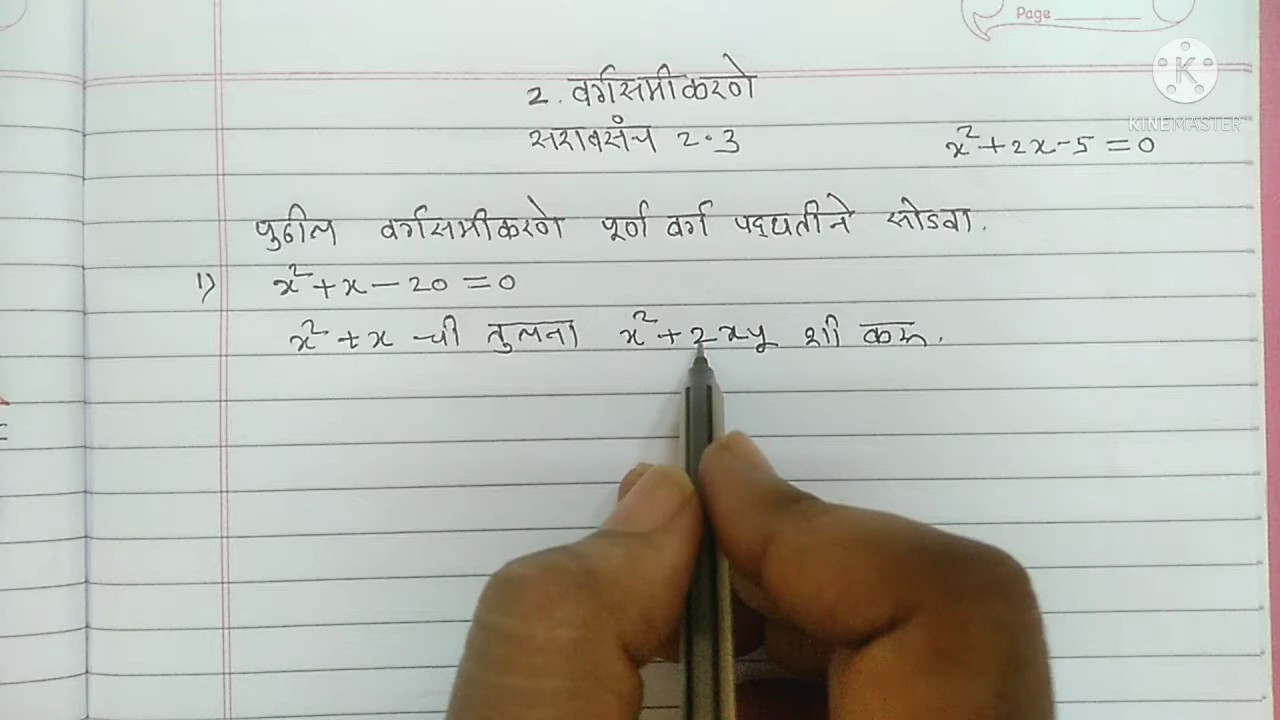 Page
K
KINEMASTER
2. वर्गसमीकरणे
सरावसंच 2.3
x²+2x-5=0
पुढील वर्गसमीकरणे पूर्ण वर्ग पद्धतीने सोडवा.
1) x²+x-20=0
x²+x ची तुलना x²+2xy शी करू.